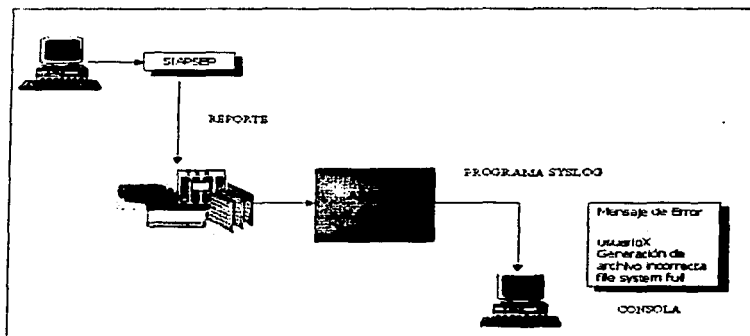 SIAPSEP
REPORTE
PROGRAMA SYSLOG
Mensaje de Error
usuarioX
Generación de
archivo incorrecta
file system full
CONSOLA